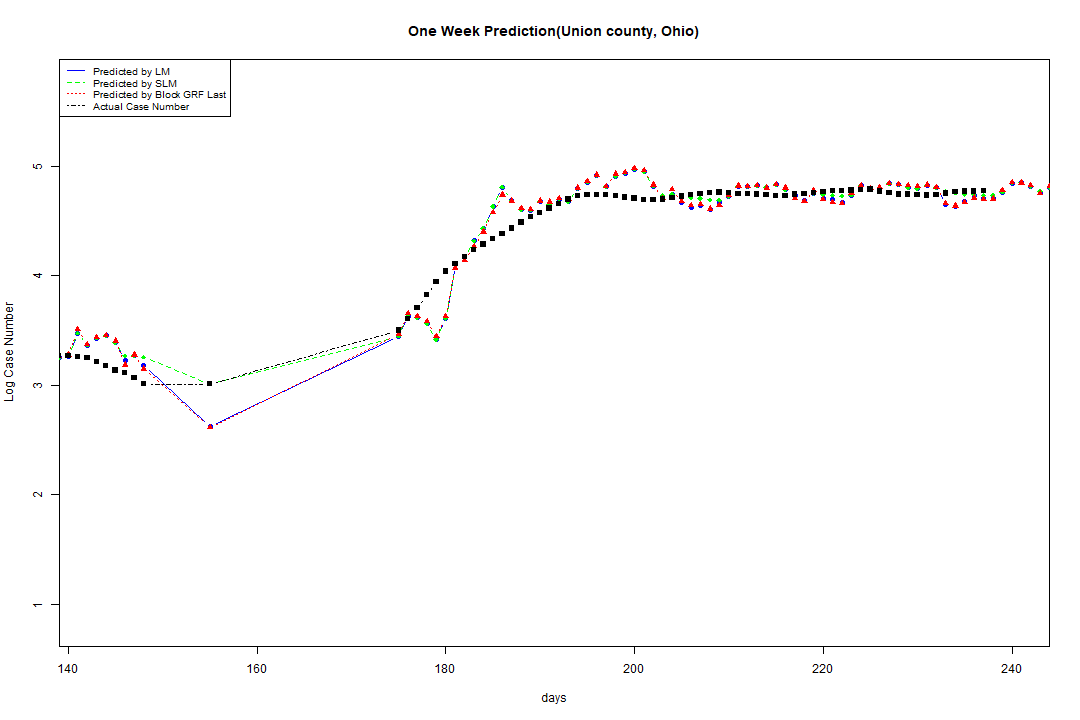 One Week Prediction(Union county, Ohio)
Predicted by LM
Predicted by SLM
Predicted by Block GRF Last
Actual Case Number
5
4
3
2
1
Log Case Number
140 160 180 200 220 240
days